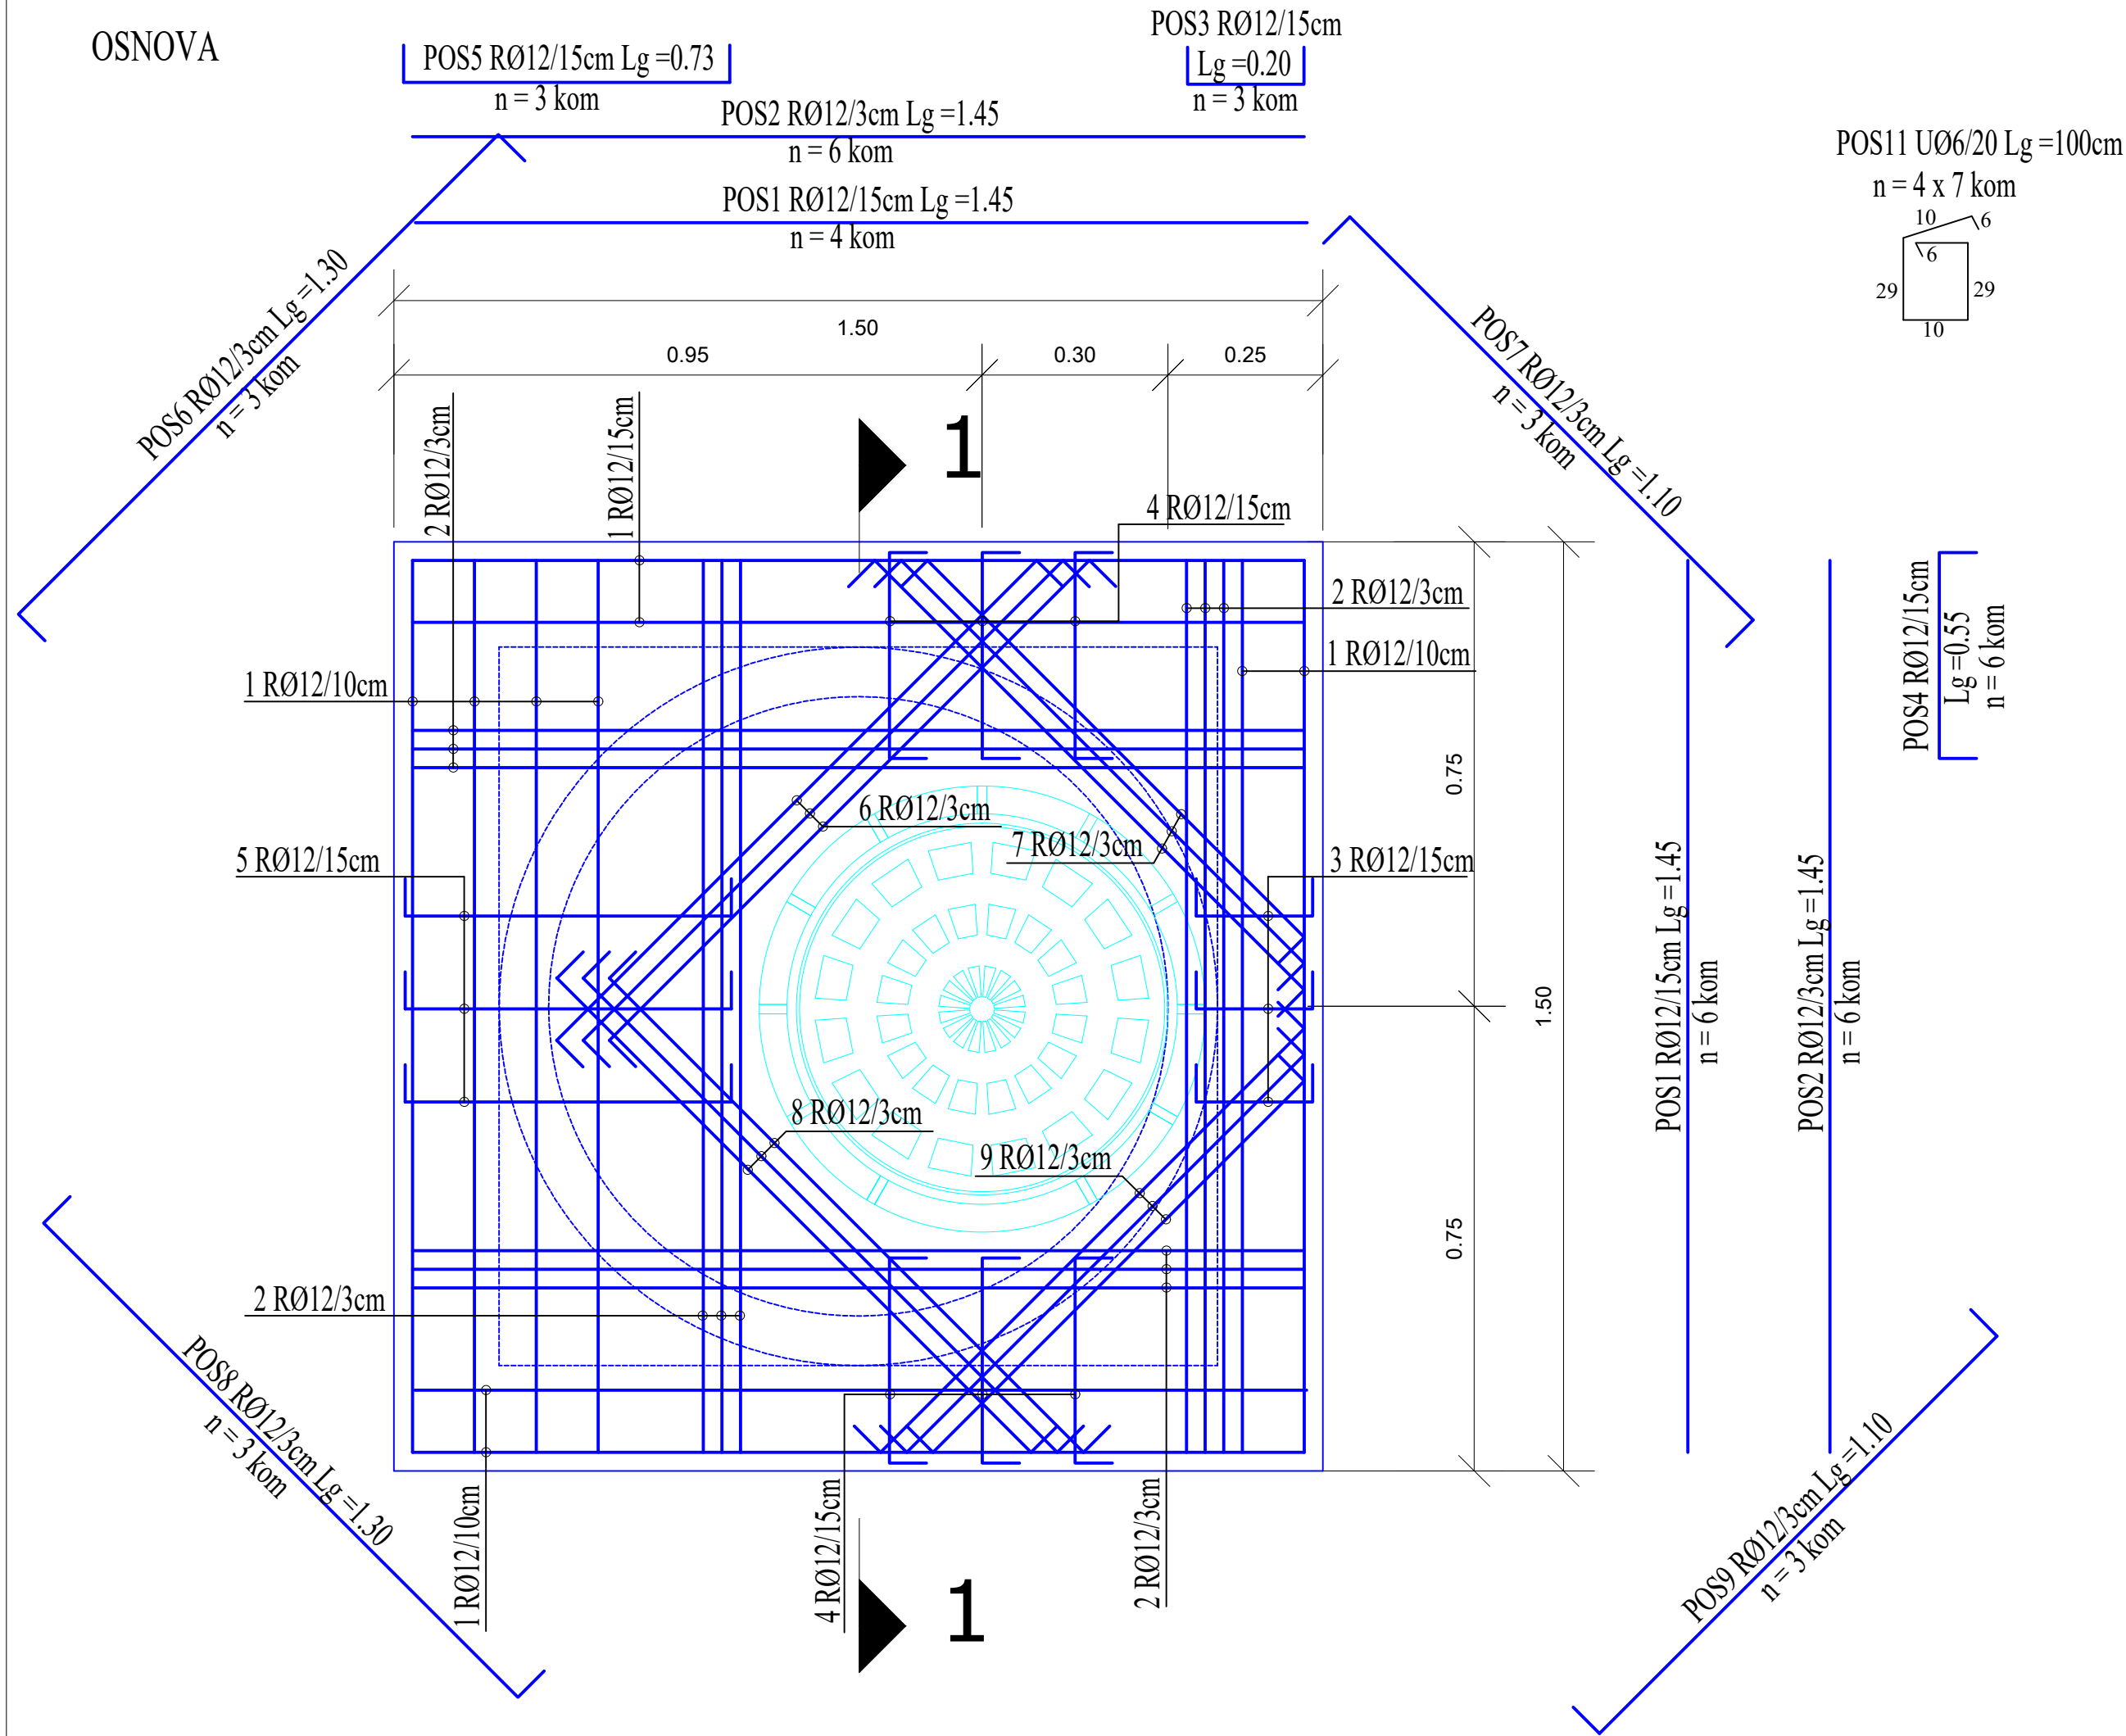 OSNOVA
POS5 RØ12/15cm Lg =0.73
n = 3 kom
POS3 RØ12/15cm
Lg =0.20
n = 3 kom
POS2 RØ12/3cm Lg =1.45
n = 6 kom
POS1 RØ12/15cm Lg =1.45
n = 4 kom
POS11 UØ6/20 Lg =100cm
n = 4 x 7 kom
10
6
6
29
29
10
POS6 RØ12/3cm Lg =1.30
n = 3 kom
POS7 RØ12/3cm Lg =1.10
n = 3 kom
1.50
0.95
0.30
0.25
2 RØ12/3cm
1 RØ12/15cm
1
4 RØ12/15cm
2 RØ12/3cm
1 RØ12/10cm
1 RØ12/10cm
POS4 RØ12/15cm
Lg =0.55
n = 6 kom
0.75
6 RØ12/3cm
7 RØ12/3cm
5 RØ12/15cm
3 RØ12/15cm
1.50
POS1 RØ12/15cm Lg =1.45
n = 6 kom
POS2 RØ12/3cm Lg =1.45
n = 6 kom
8 RØ12/3cm
9 RØ12/3cm
0.75
2 RØ12/3cm
POS8 RØ12/3cm Lg =1.30
n = 3 kom
1 RØ12/10cm
4 RØ12/15cm
2 RØ12/3cm
1
POS9 RØ12/3cm Lg =1.10
n = 3 kom